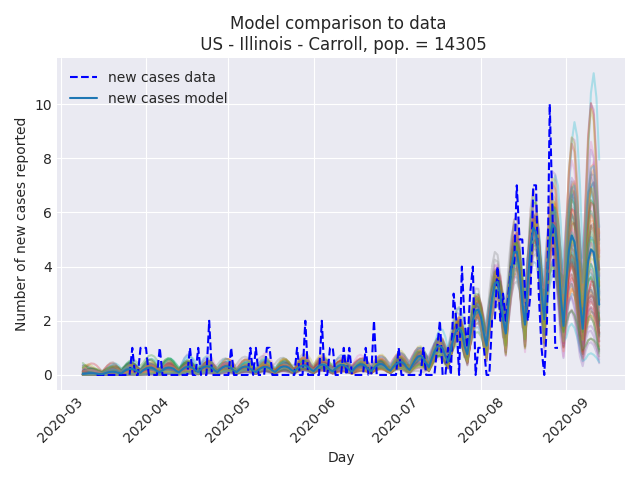 Model comparison to data
US - Illinois - Carroll, pop. = 14305
new cases data
new cases model
Number of new cases reported
10
8
6
4
2
0
2020-03
2020-04
2020-05
2020-06
2020-07
2020-08
2020-09
Day